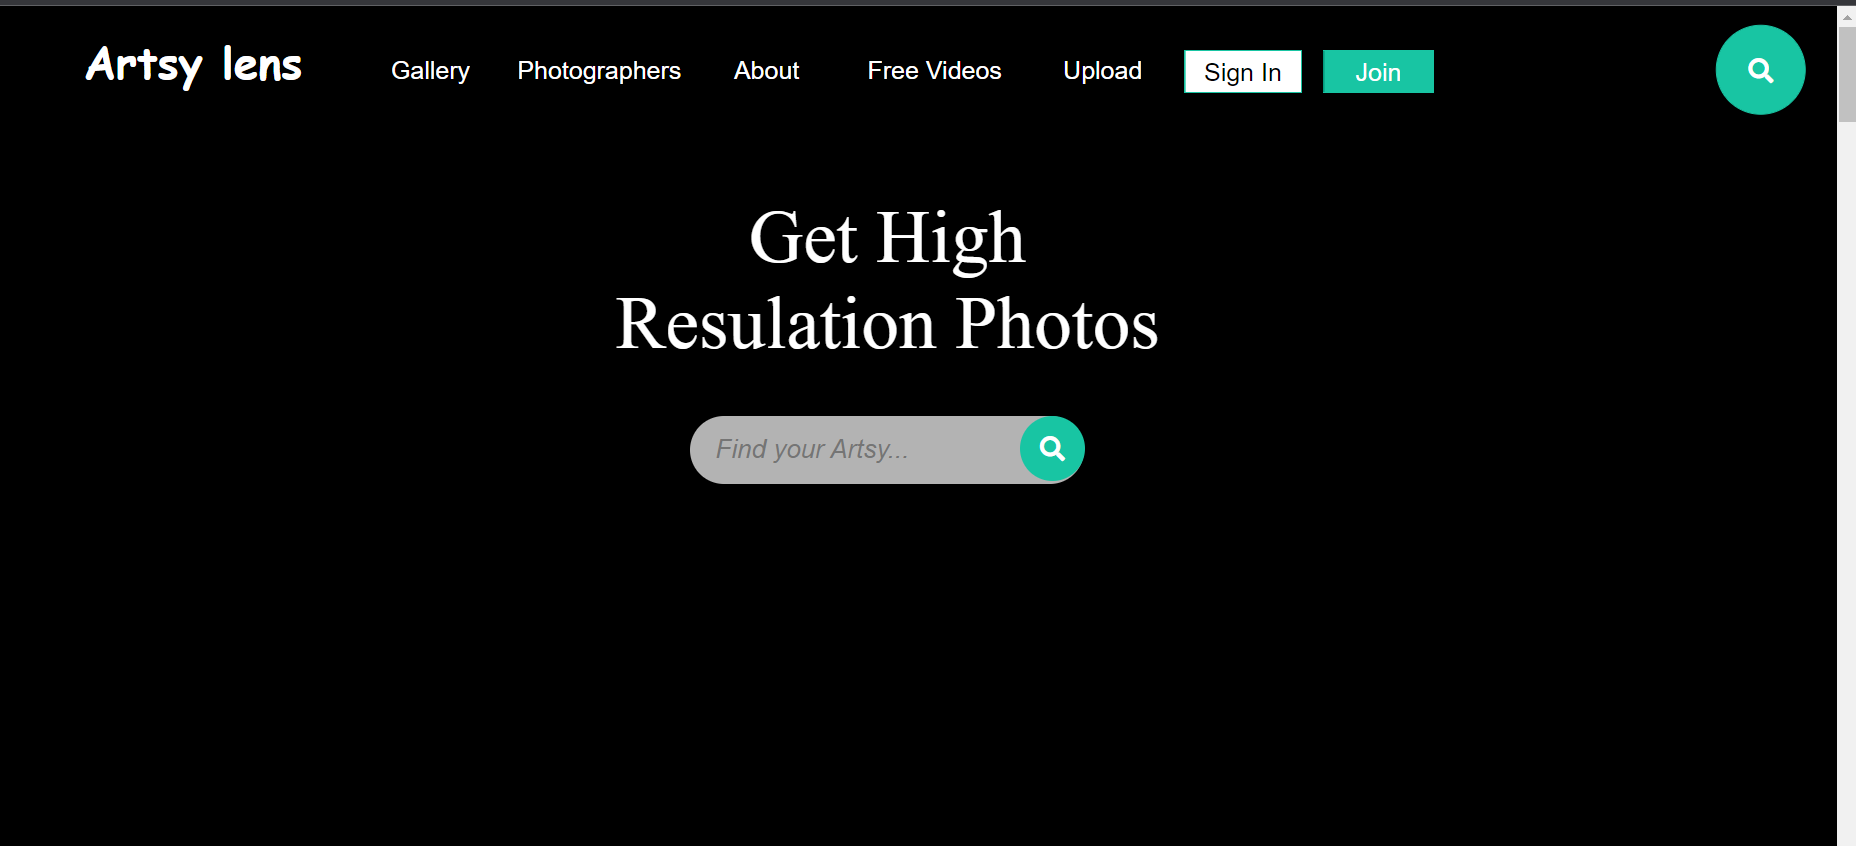 Artsy lens Gallery Photographers About Free Videos Upload Sign In Join
Get High
Resulation Photos
Find your Artsy...